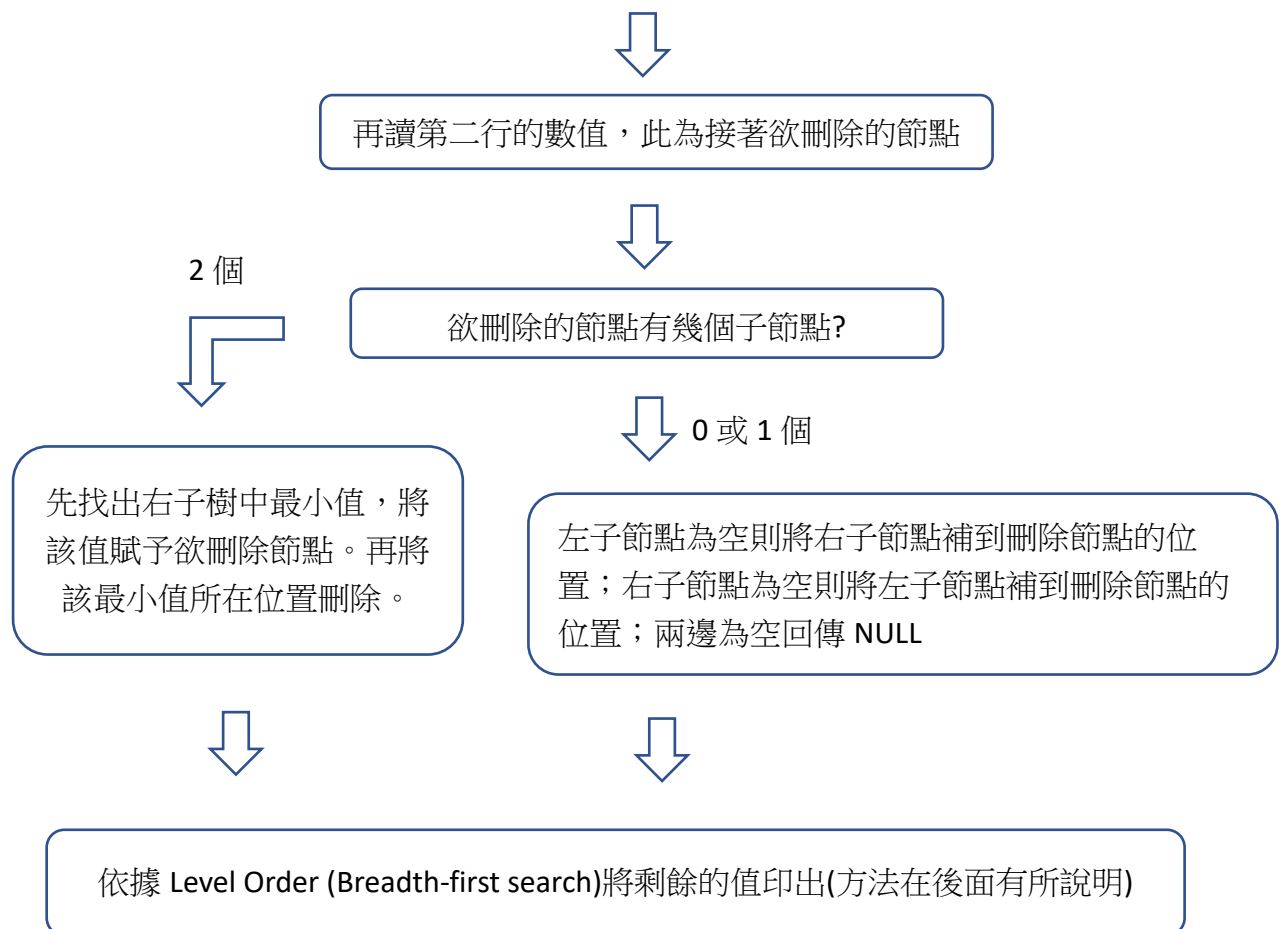 再讀第二行的數值，此為接著欲刪除的節點
2 個
欲刪除的節點有幾個子節點?
0 或 1 個
先找出右子樹中最小值，將
該值賦予欲刪除節點。再將
該最小值所在位置刪除。
左子節點為空則將右子節點補到刪除節點的位
置；右子節點為空則將左子節點補到刪除節點的
位置；兩邊為空回傳 NULL
依據 Level Order (Breadth-first search)將剩餘的值印出(方法在後面有所說明)